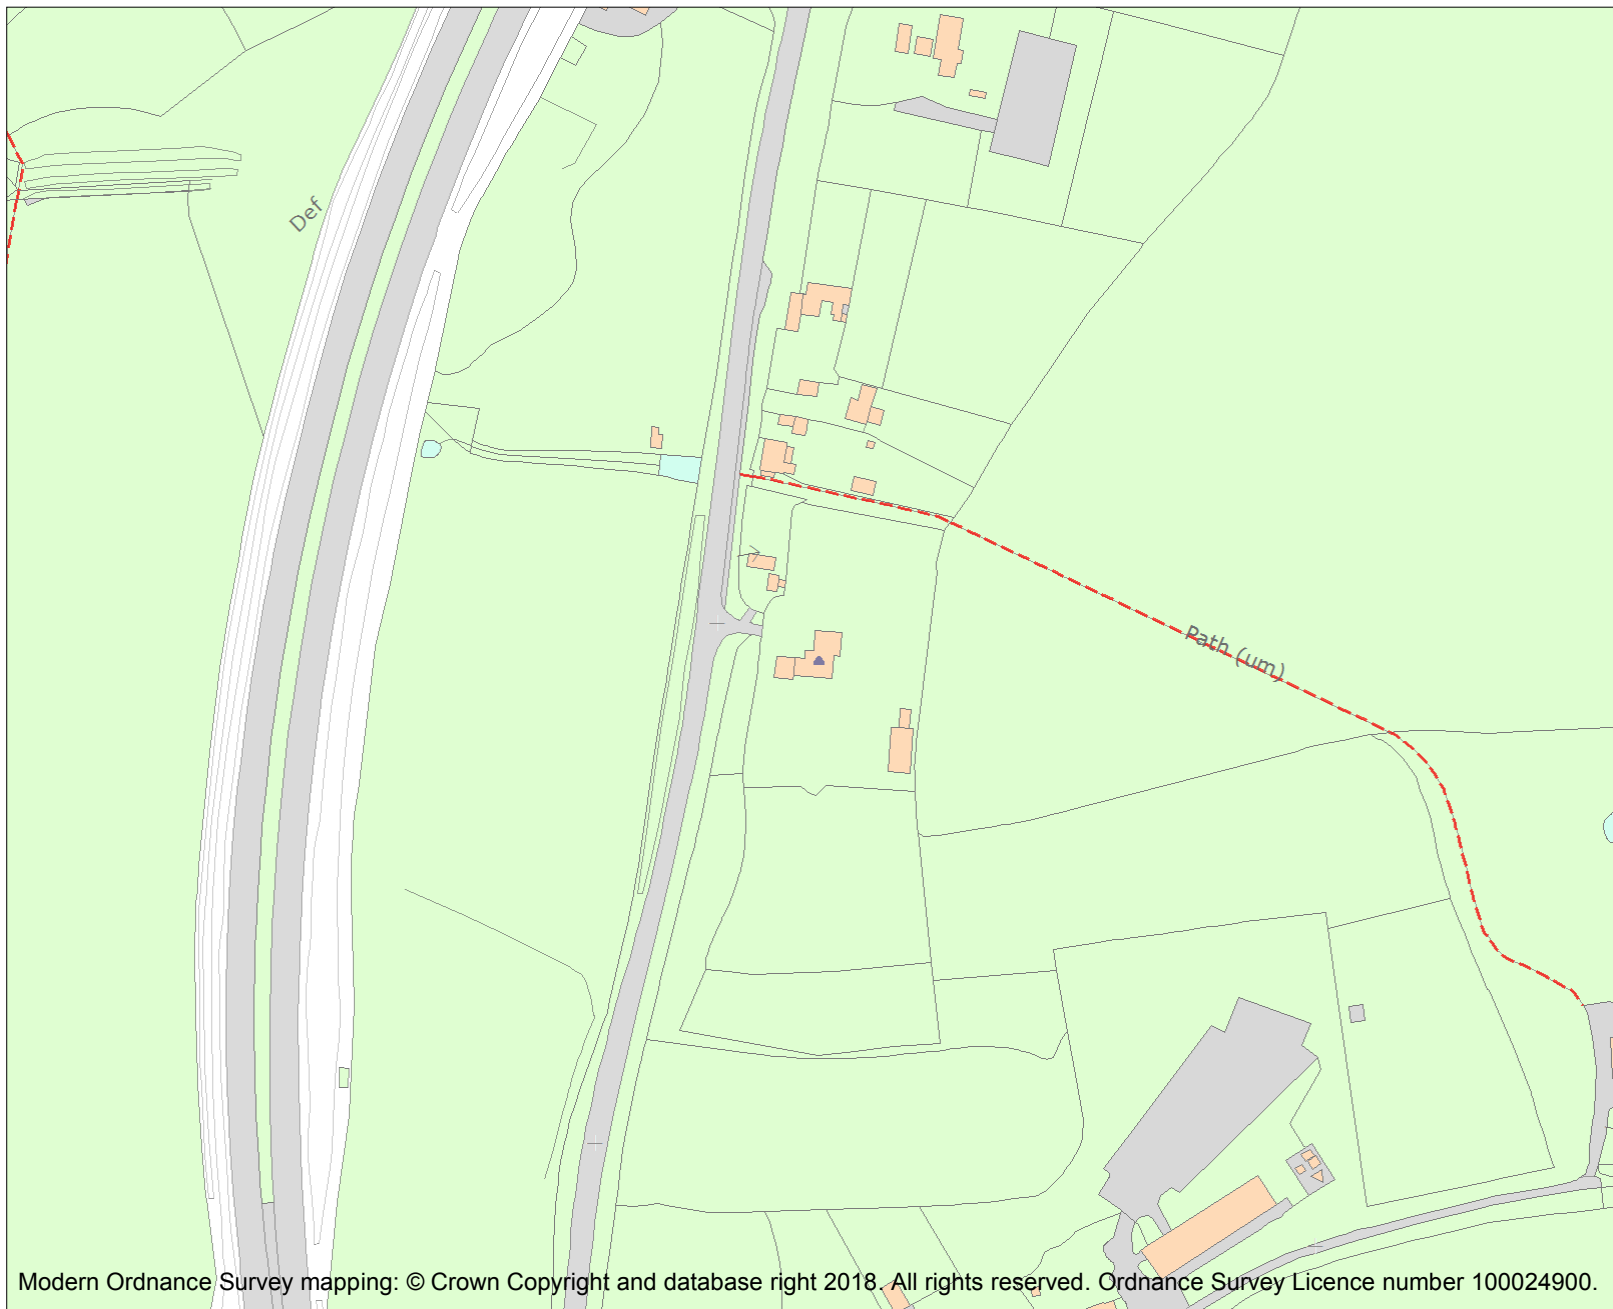 Def
Path (um)
Modern Ordnance Survey mapping: © Crown Copyright and database right 2018. All rights reserved. Ordnance Survey Licence number 100024900.